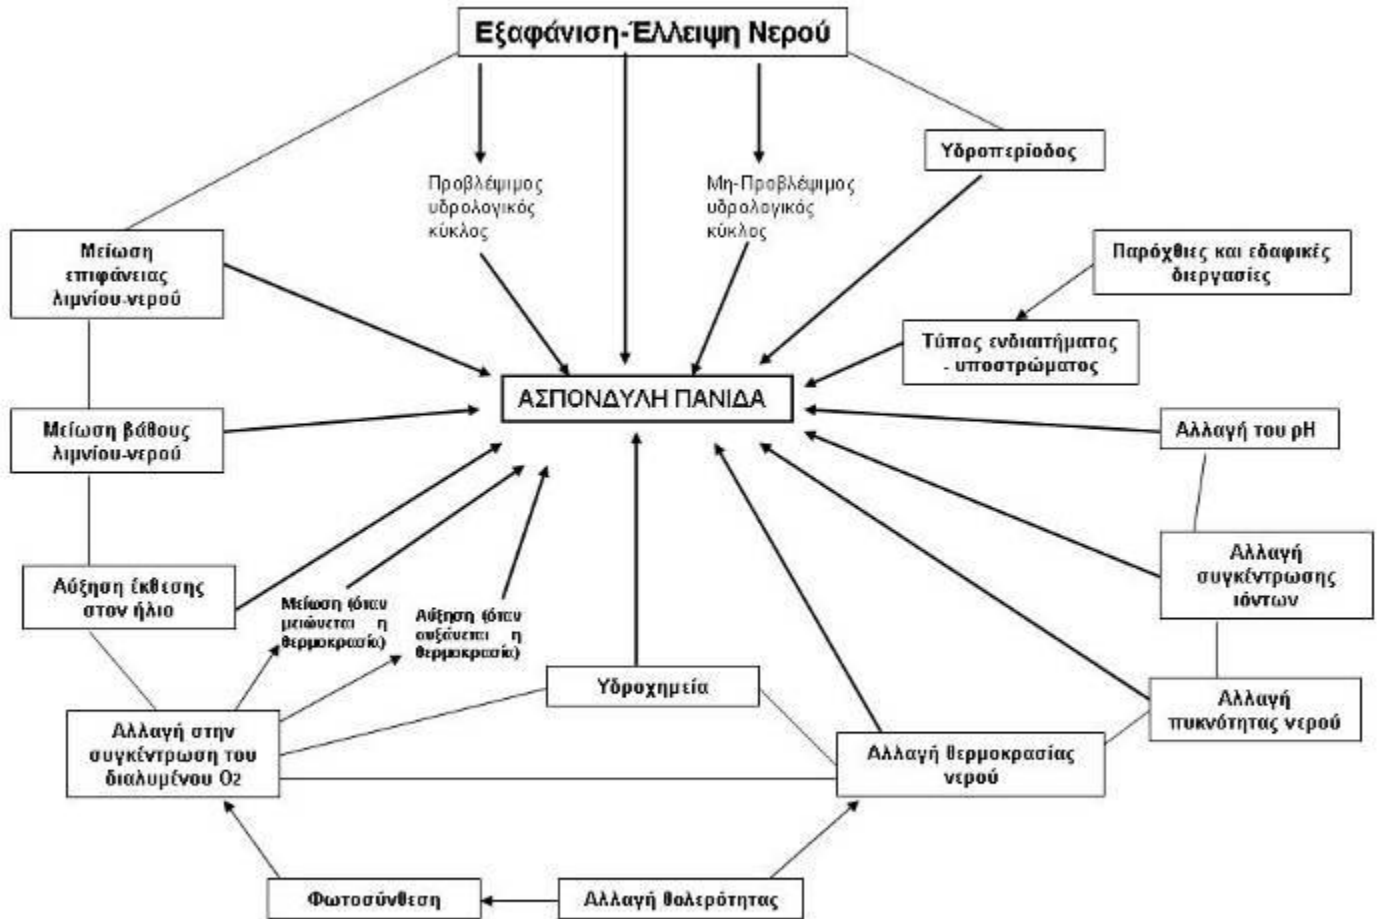 Εξαφάνιση-Έλλειψη Νερού
Υδροπερίοδος
Προβλέψιμος
υδρολογικός
κύκλος
Μη-Προβλέψιμος
υδρολογικός
κύκλος
Μείωση
επιφάνειας
λιμνίου-νερού
Παρόχθιες και εδαφικές
διεργασίες
Τύπος ενδιαιτήματος
- υποστρώματος
ΑΣΠΟΝΔΥΛΗ ΠΑΝΙΔΑ
Μείωση βάθους
λιμνίου-νερού
Αλλαγή του pH
Αύξηση έκθεσης
στον ήλιο
Μείωση (όταν
μειώνεται η
θερμοκρασία)
Αύξηση (όταν
αυξάνεται η
θερμοκρασία)
Αλλαγή
συγκέντρωσης
ιόντων
Υδροχημεία
Αλλαγή
πυκνότητας νερού
Αλλαγή στην
συγκέντρωση του
διαλυμένου Ο2
Αλλαγή θερμοκρασίας
νερού
Φωτοσύνθεση
Αλλαγή θολερότητας